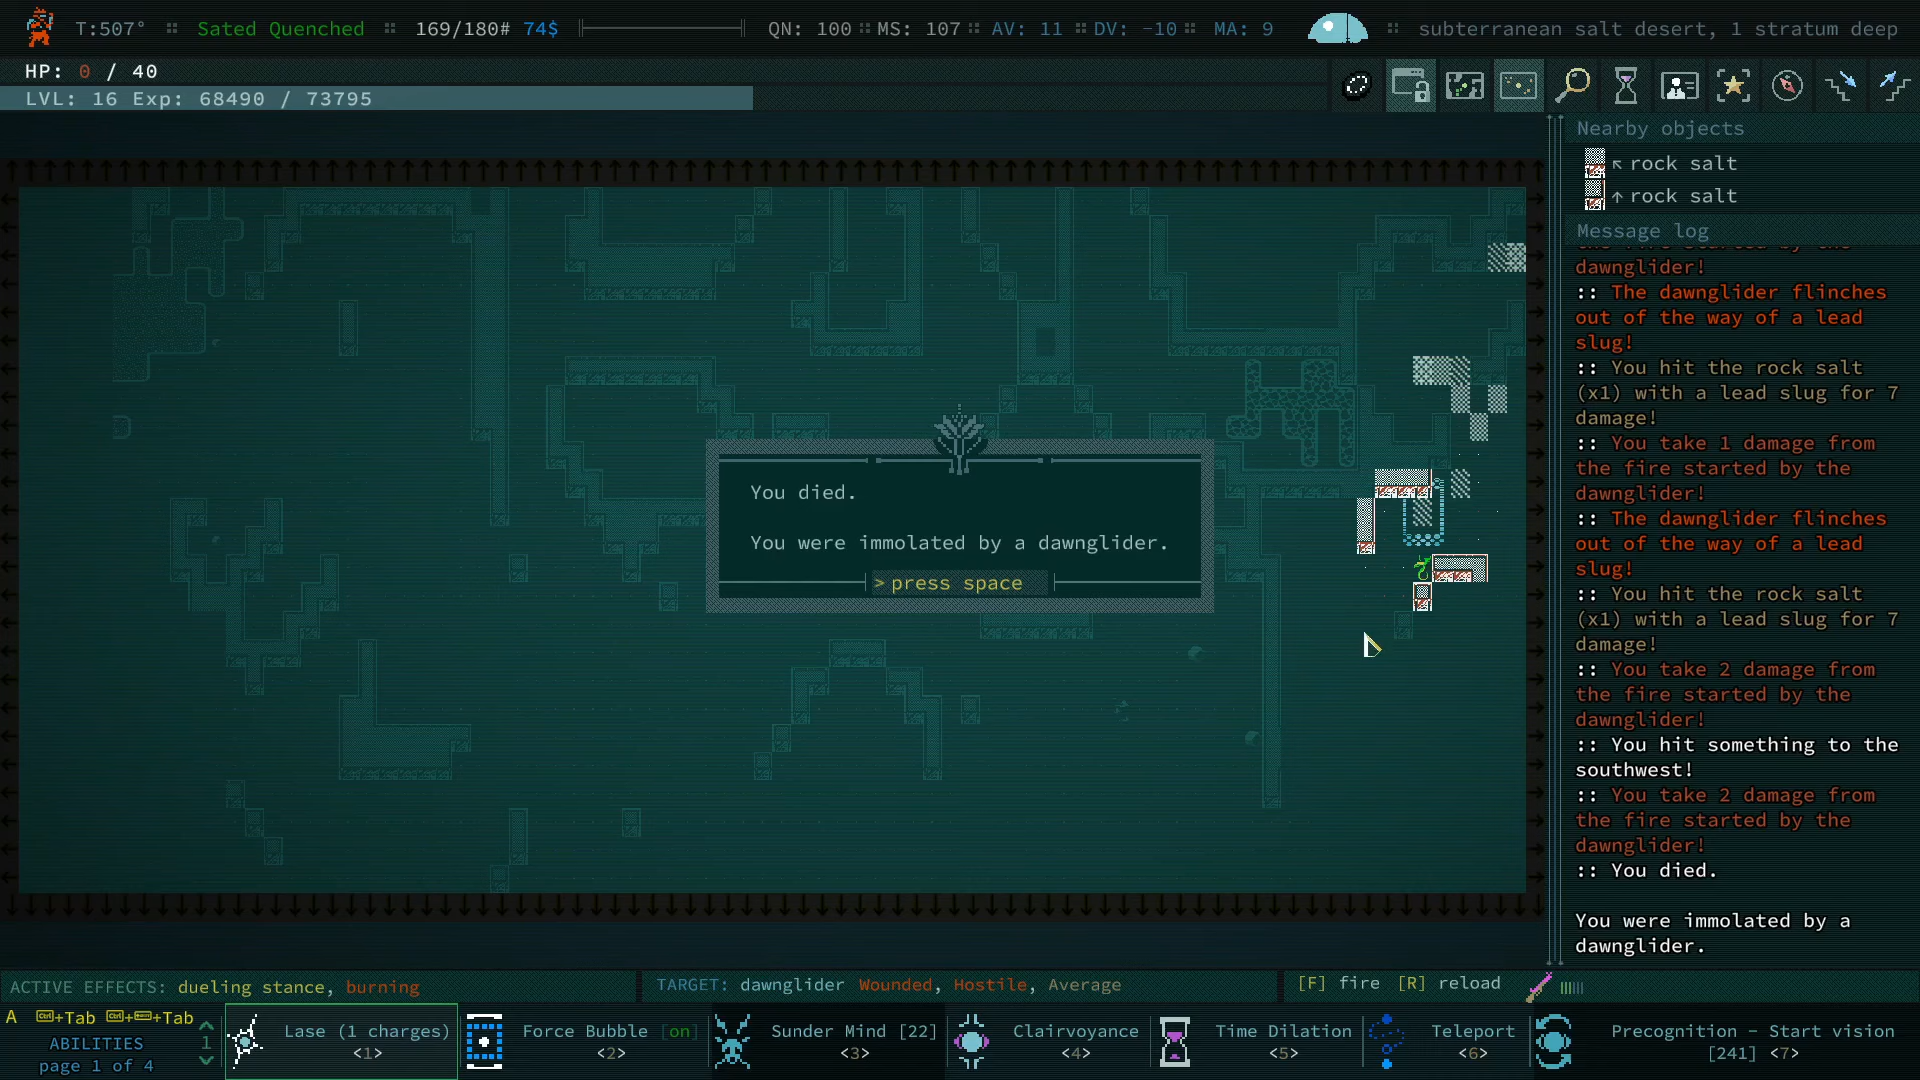 T:507° Sated Quenched 169/180# 74$ QN: 100 MS: 107 AV: 11 DV: -10 MA: 9 subterranean salt desert, 1 stratum deep
HP: 0 / 40
LVL: 16 Exp: 68490 / 73795
Nearby objects
rock salt
rock salt
Message log
dawnglider!
:: The dawnglider flinches
out of the way of a lead
slug!
:: You hit the rock salt
(x1) with a lead slug for 7
damage!
:: You take 1 damage from
the fire started by the
dawnglider!
:: The dawnglider flinches
out of the way of a lead
slug!
:: You hit the rock salt
(x1) with a lead slug for 7
damage!
:: You take 2 damage from
the fire started by the
dawnglider!
:: You hit something to the
southwest!
:: You take 2 damage from
the fire started by the
dawnglider!
:: You died.
You were immolated by a
dawnglider.
You died.
You were immolated by a dawnglider.
> press space
ACTIVE EFFECTS: dueling stance, burning
TARGET: dawnglider Wounded, Hostile, Average
[F] fire [R] reload
A Ctrl+Tab Ctrl+ +Tab
ABILITIES
page 1 of 4
1
Lase (1 charges)
<1>
Force Bubble [on]
<2>
Sunder Mind [22]
<3>
Clairvoyance
<4>
Time Dilation
<5>
Teleport
<6>
Precognition - Start vision
[241] <7>